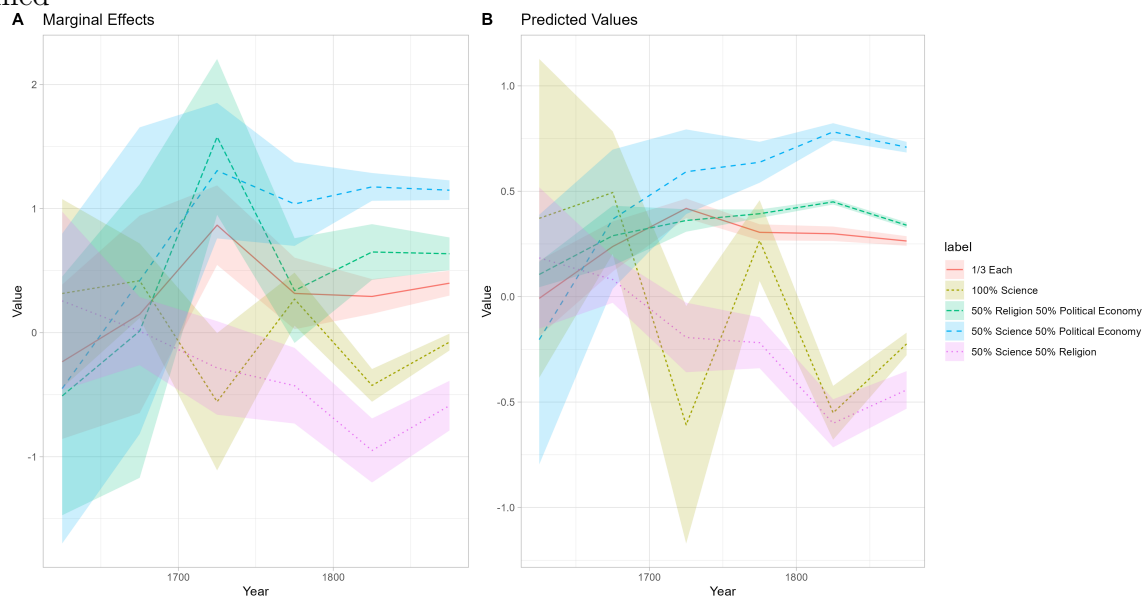 A Marginal Effects
B Predicted Values
2
1
0
-1
Value
1700
1800
Year
1.0
0.5
0.0
-0.5
-1.0
Value
1700
1800
Year
label
1/3 Each
100% Science
50% Religion 50% Political Economy
50% Science 50% Political Economy
50% Science 50% Religion